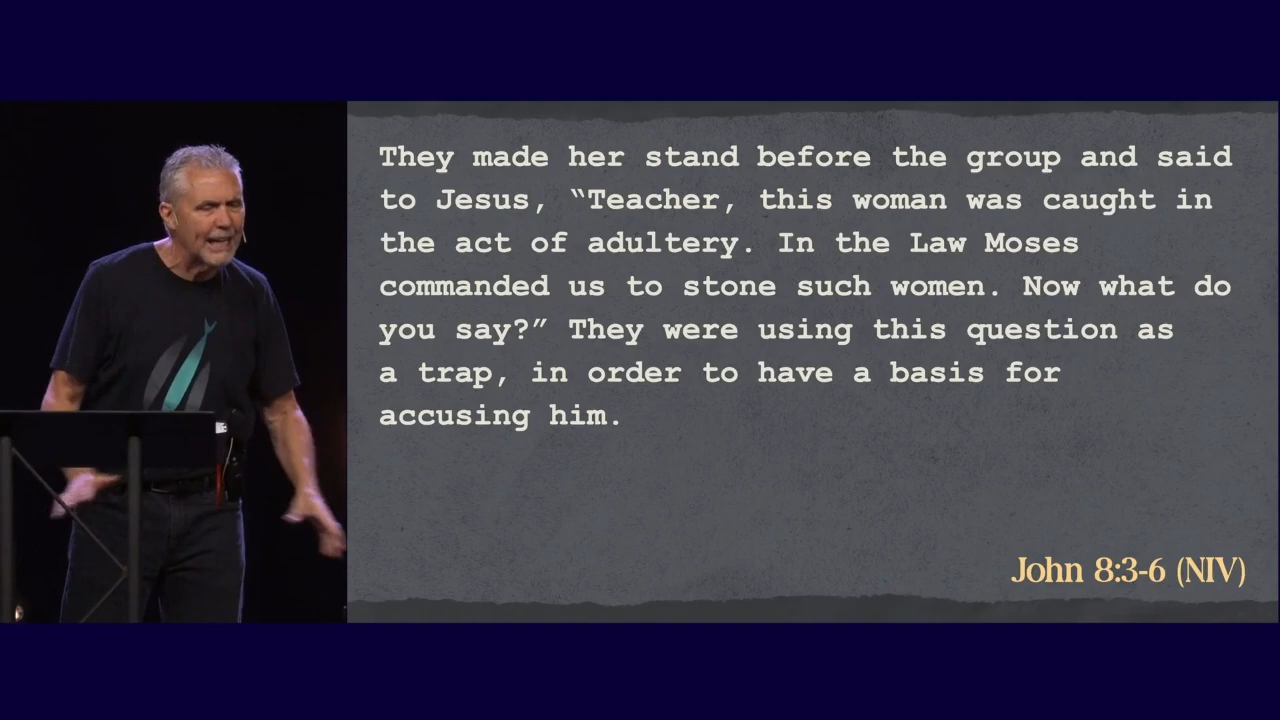 They made her stand before the group and said
to Jesus, “Teacher, this woman was caught in
the act of adultery. In the Law Moses
commanded us to stone such women. Now what do
you say?” They were using this question as
a trap, in order to have a basis for
accusing him.
John 8:3-6 (NIV)